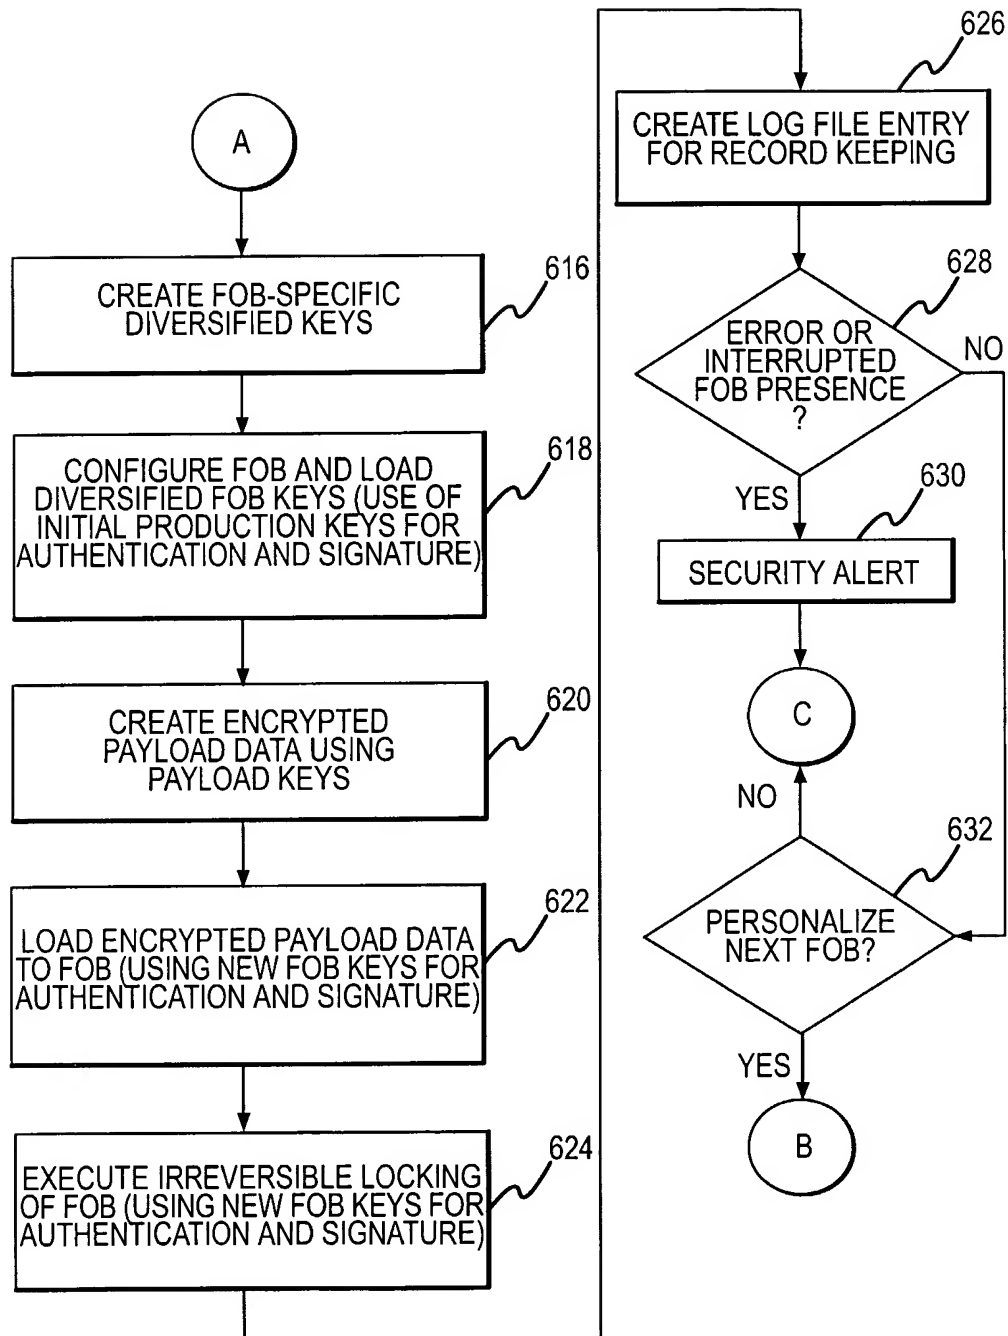 A
CREATE FOB-SPECIFIC
DIVERSIFIED KEYS
616
CONFIGURE FOB AND LOAD
DIVERSIFIED FOB KEYS (USE OF
INITIAL PRODUCTION KEYS FOR
AUTHENTICATION AND SIGNATURE)
618
CREATE ENCRYPTED
PAYLOAD DATA USING
PAYLOAD KEYS
620
LOAD ENCRYPTED PAYLOAD DATA
TO FOB (USING NEW FOB KEYS FOR
AUTHENTICATION AND SIGNATURE)
622
EXECUTE IRREVERSIBLE LOCKING
OF FOB (USING NEW FOB KEYS FOR
AUTHENTICATION AND SIGNATURE)
624
626
CREATE LOG FILE ENTRY
FOR RECORD KEEPING
628
ERROR OR
INTERRUPTED
FOB PRESENCE
?
NO
YES
630
SECURITY ALERT
C
NO
632
PERSONALIZE
NEXT FOB?
YES
B